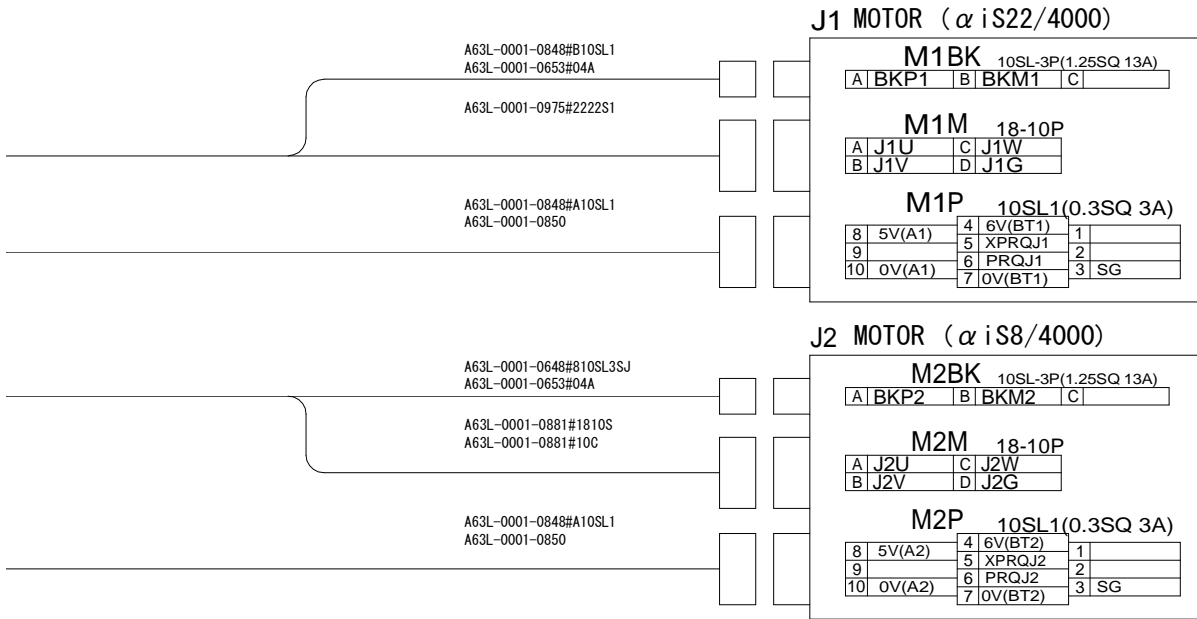 J1 MOTOR (αiS22/4000)
A63L-0001-0848#B10SL1
A63L-0001-0653#04A
M1BK 10SL-3P(1.25SQ 13A)
A BKP1 B BKM1 C
A63L-0001-0975#2222S1
M1M 18-10P
A J1U C J1W
B J1V D J1G
A63L-0001-0848#A10SL1
A63L-0001-0850
M1P 10SL1(0.3SQ 3A)
8 5V(A1) 4 6V(BT1) 1
9 5 XPRQJ1 2
10 0V(A1) 6 PRQJ1 3 SG
7 0V(BT1)
J2 MOTOR (αiS8/4000)
A63L-0001-0648#810SL3SJ
A63L-0001-0653#04A
M2BK 10SL-3P(1.25SQ 13A)
A BKP2 B BKM2 C
A63L-0001-0881#1810S
A63L-0001-0881#10C
M2M 18-10P
A J2U C J2W
B J2V D J2G
A63L-0001-0848#A10SL1
A63L-0001-0850
M2P 10SL1(0.3SQ 3A)
8 5V(A2) 4 6V(BT2) 1
9 5 XPRQJ2 2
10 0V(A2) 6 PRQJ2 3 SG
7 0V(BT2)